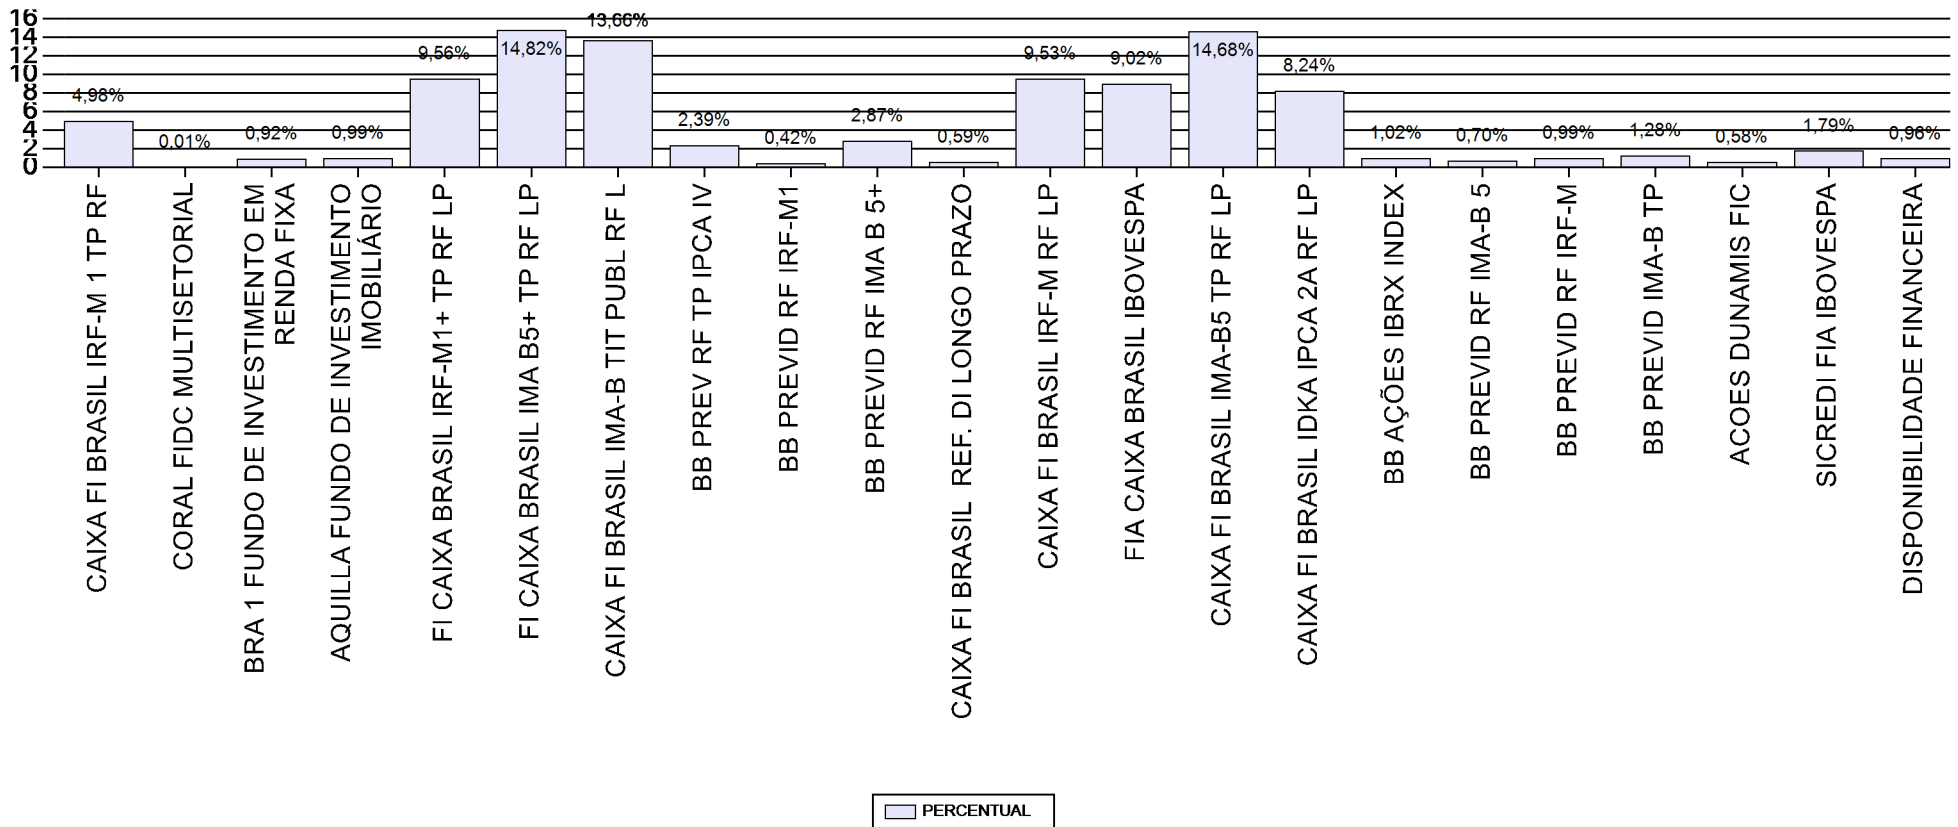 16
14
12
10
8
6
4
2
0
4,98%
0,01%
0,92%
0,99%
9,56%
14,82%
13,66%
2,39%
0,42%
2,87%
0,59%
9,53%
9,02%
14,68%
8,24%
1,02%
0,70%
0,99%
1,28%
0,58%
1,79%
0,96%
CAIXA FI BRASIL IRF-M 1 TP RF
CORAL FIDC MULTISETORIAL
BRA 1 FUNDO DE INVESTIMENTO EM
RENDA FIXA
AQUILLA FUNDO DE INVESTIMENTO
IMOBILIÁRIO
FI CAIXA BRASIL IRF-M1+ TP RF LP
FI CAIXA BRASIL IMA B5+ TP RF LP
CAIXA FI BRASIL IMA-B TIT PUBL RF L
BB PREV RF TP IPCA IV
BB PREVID RF IRF-M1
BB PREVID RF IMA B 5+
CAIXA FI BRASIL  REF. DI LONGO PRAZO
CAIXA FI BRASIL IRF-M RF LP
FIA CAIXA BRASIL IBOVESPA
CAIXA FI BRASIL IMA-B5 TP RF LP
CAIXA FI BRASIL IDKA IPCA 2A RF LP
BB AÇÕES IBRX INDEX
BB PREVID RF IMA-B 5
BB PREVID RF IRF-M
BB PREVID IMA-B TP
ACOES DUNAMIS FIC
SICREDI FIA IBOVESPA
DISPONIBILIDADE FINANCEIRA
PERCENTUAL